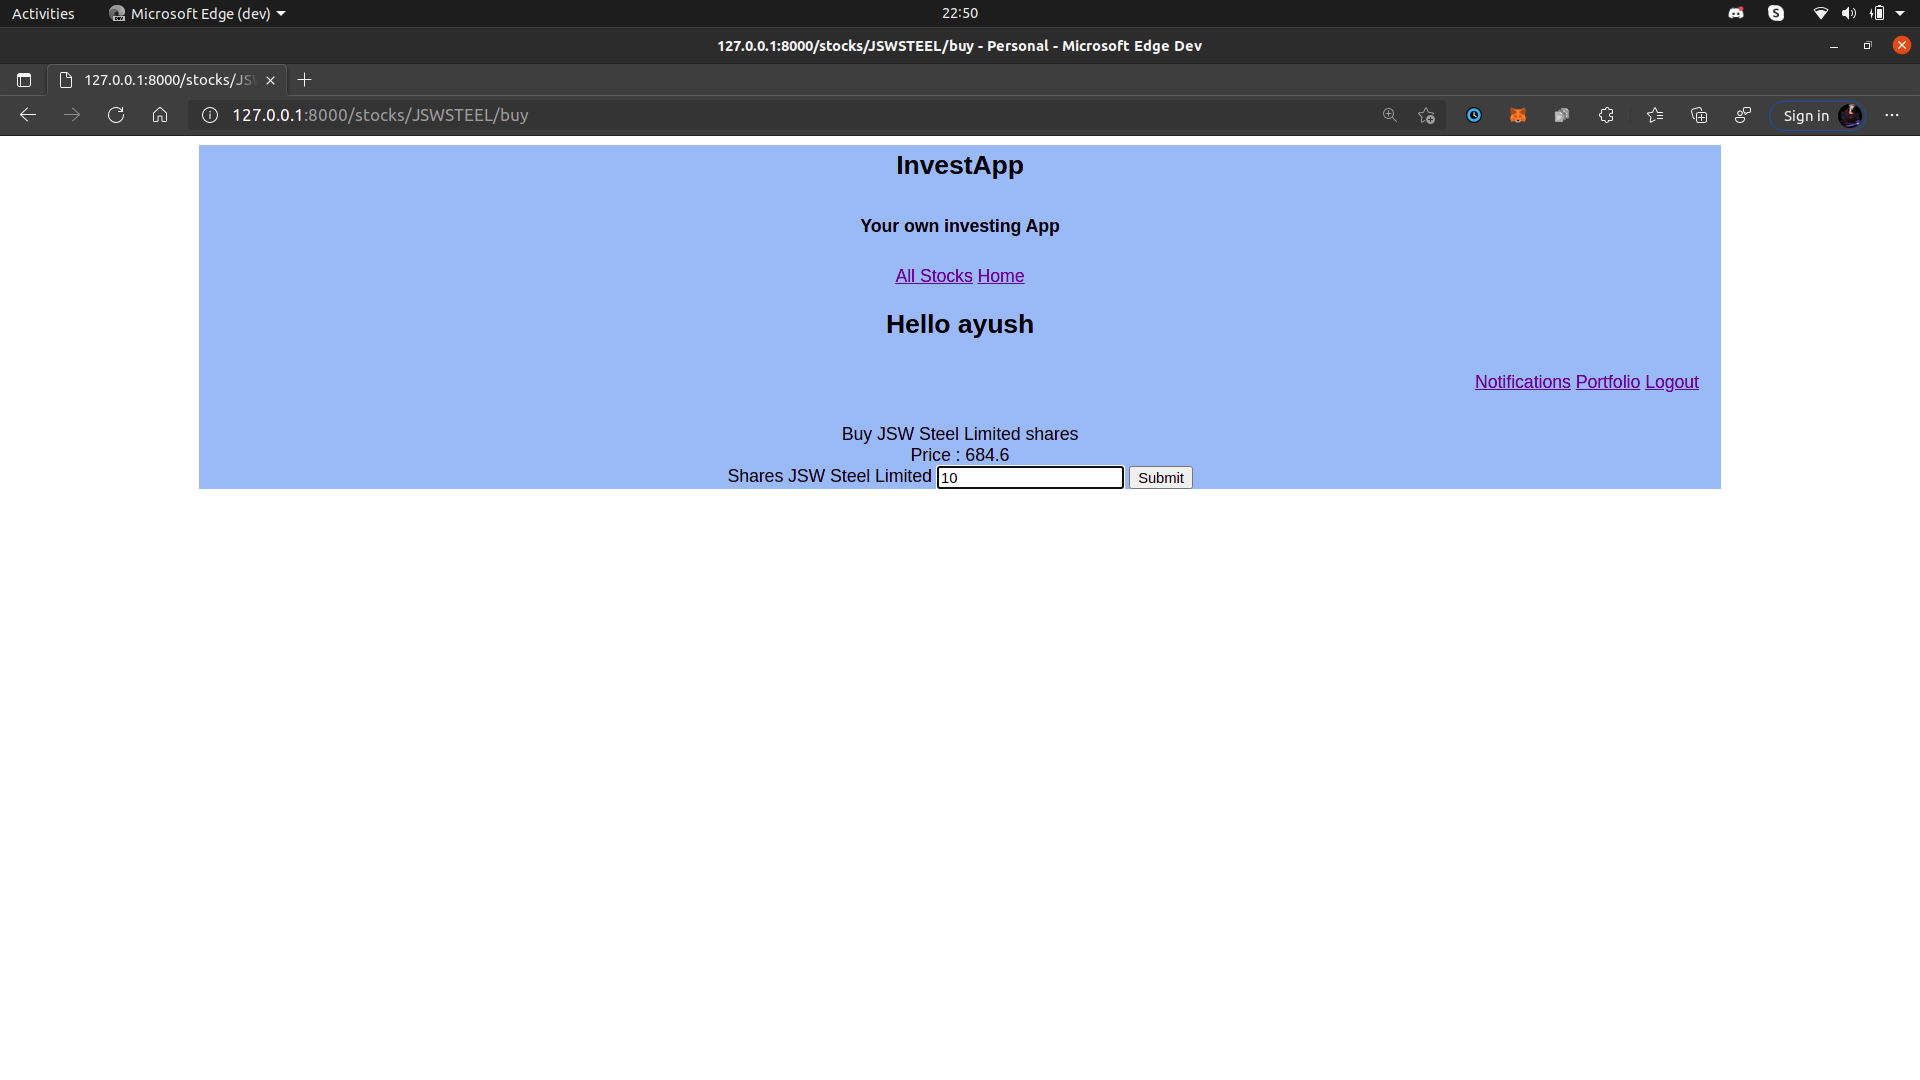 Activities Microsoft Edge (dev) 22:50
127.0.0.1:8000/stocks/JSWSTEEL/buy - Personal - Microsoft Edge Dev
127.0.0.1:8000/stocks/JS
127.0.0.1:8000/stocks/JSWSTEEL/buy Sign in
InvestApp
Your own investing App
All Stocks Home
Hello ayush
Notifications Portfolio Logout
Buy JSW Steel Limited shares
Price : 684.6
Shares JSW Steel Limited 10 Submit